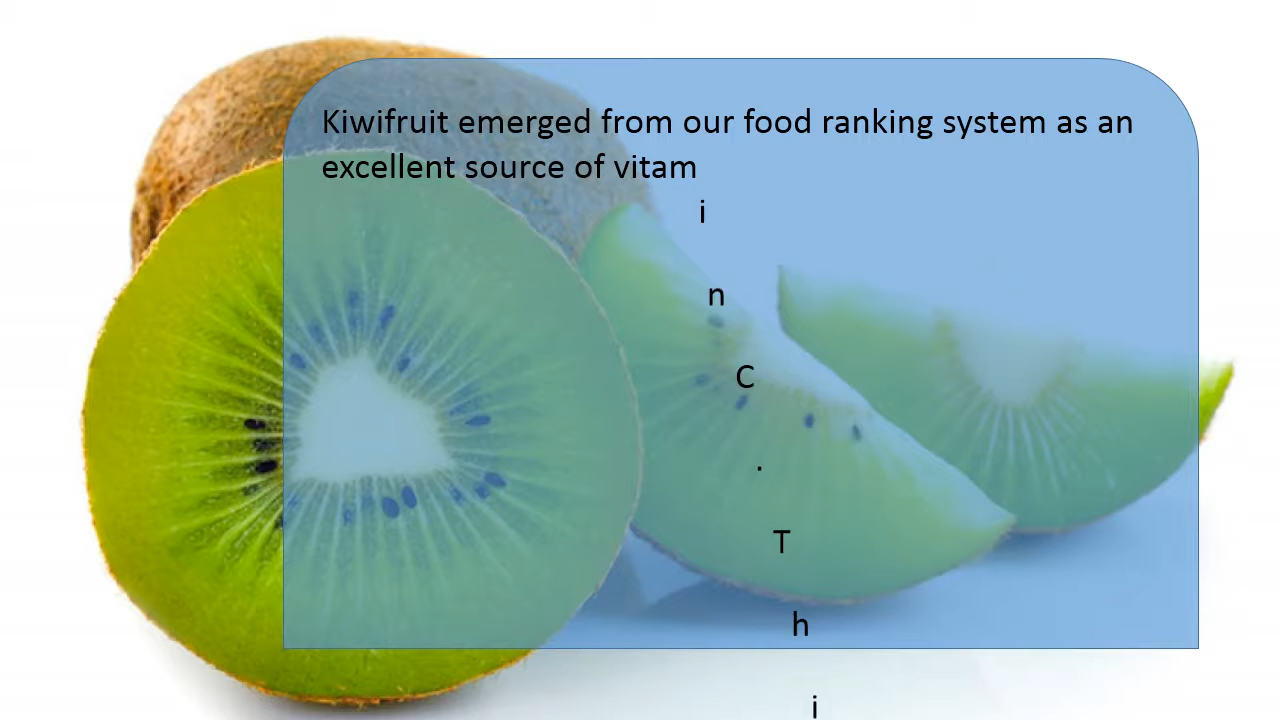 Kiwifruit emerged from our food ranking system as an
excellent source of vitam
i
n
C
.
T
h
i